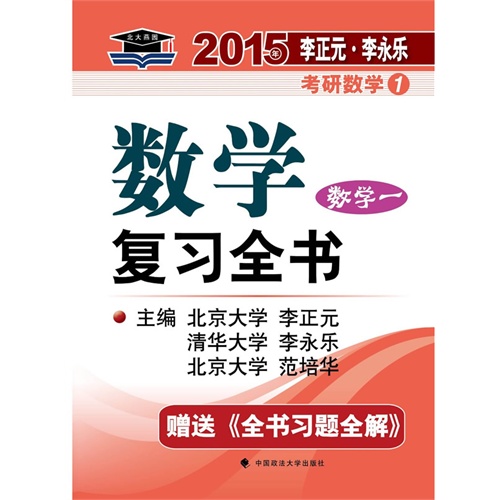 北大燕园
2015年 李正元·李永乐
考研数学 1
数学
数学一
复习全书
主编 北京大学 李正元
清华大学 李永乐
北京大学 范培华
赠送《全书习题全解》
中国政法大学出版社